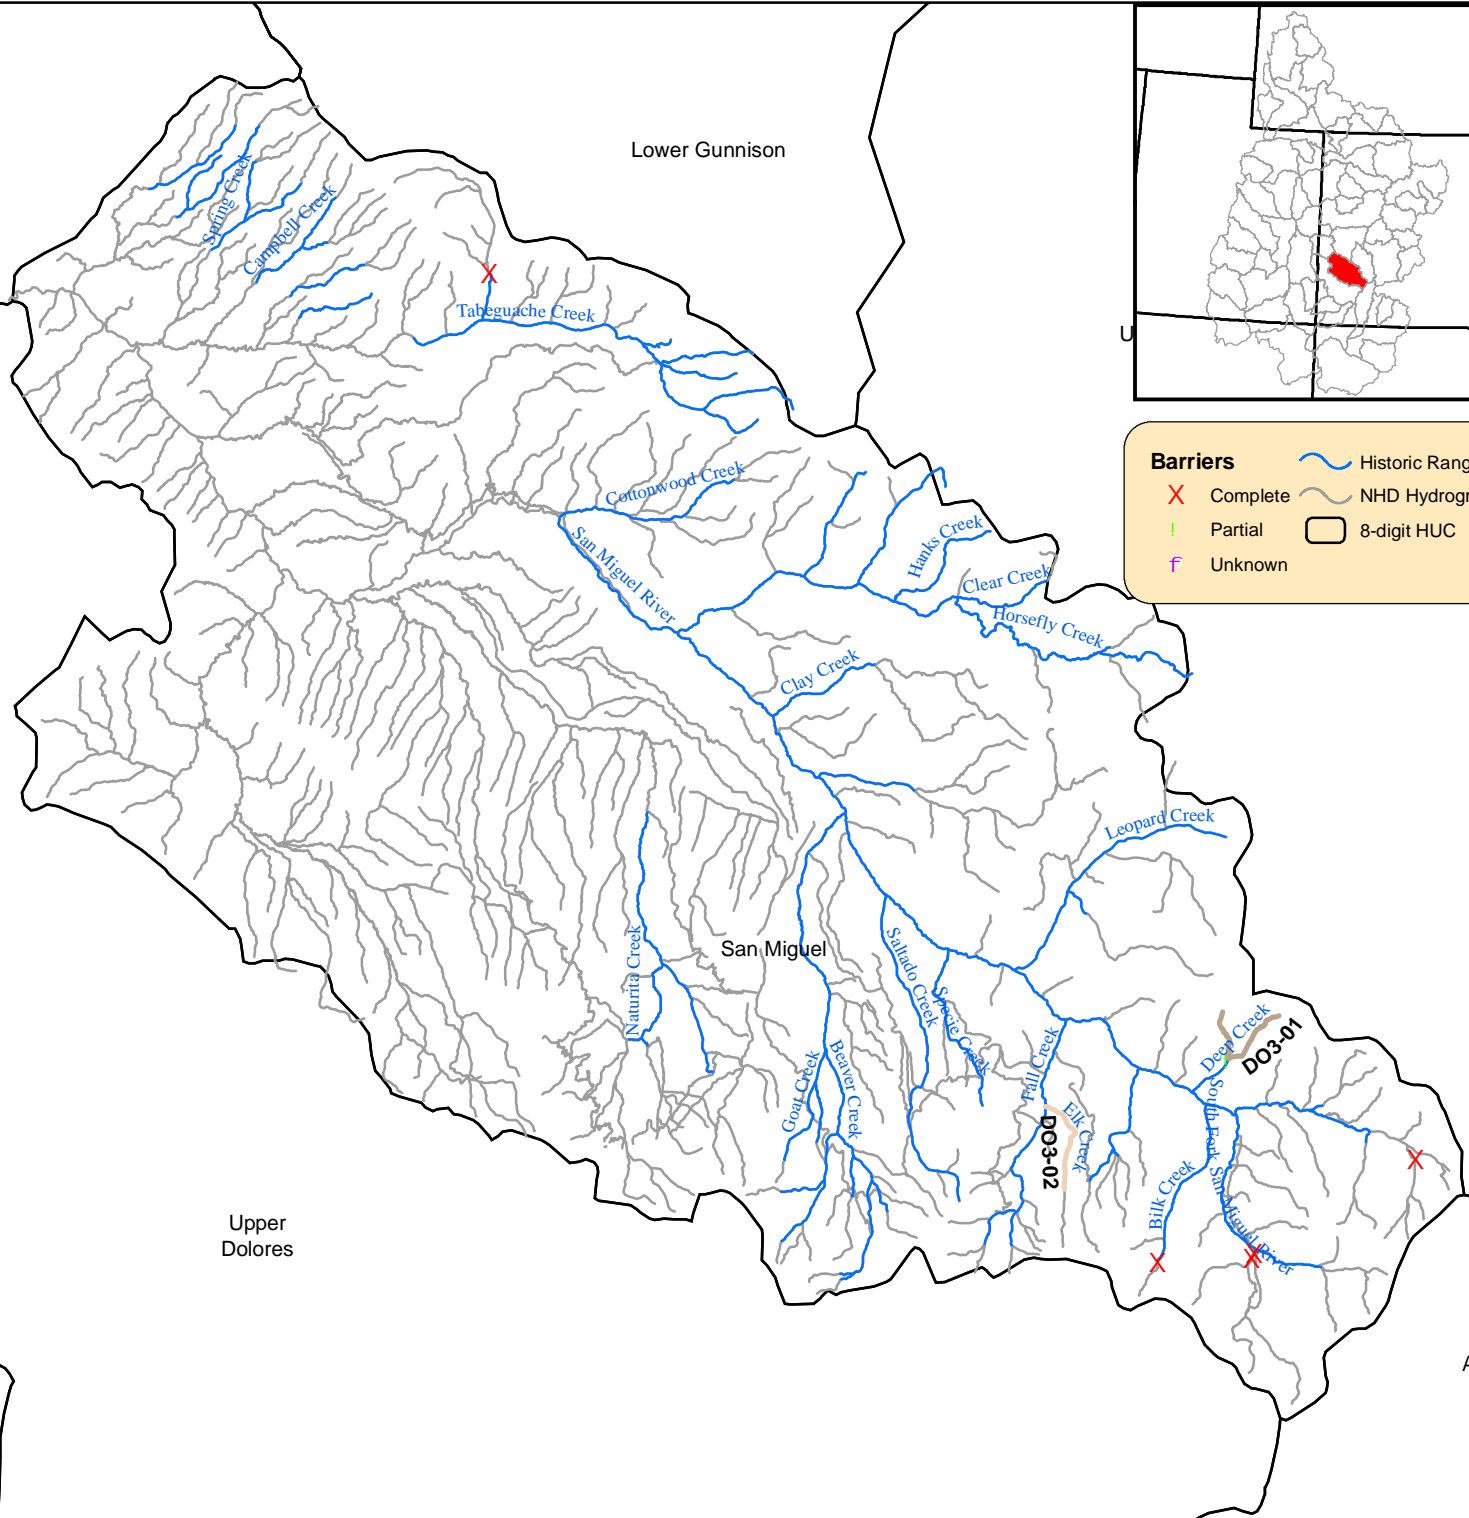 Lower Gunnison
Spring Creek
Campbell Creek
Tabeguache Creek
U
Barriers
X Complete
! Partial
f Unknown
Historic Rang
NHD Hydrogr
8-digit HUC
Cottonwood Creek
San Miguel River
Hanks Creek
Clear Creek
Horsefly Creek
Clay Creek
Leopard Creek
San Miguel
Naturita Creek
Saltado Creek
Specie Creek
Deep Creek
DO3-01
Fall Creek
Goat Creek
Beaver Creek
Elk Creek
DO3-02
South Fork San Miguel River
Bilk Creek
Upper
Dolores